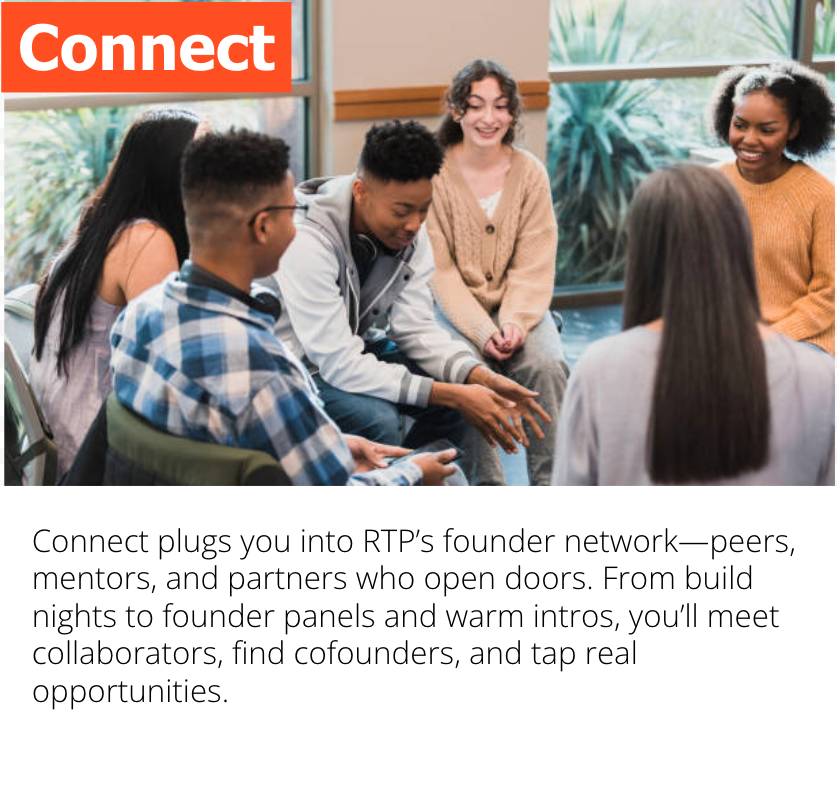 Connect
Connect plugs you into RTP’s founder network—peers,
mentors, and partners who open doors. From build
nights to founder panels and warm intros, you’ll meet
collaborators, find cofounders, and tap real
opportunities.